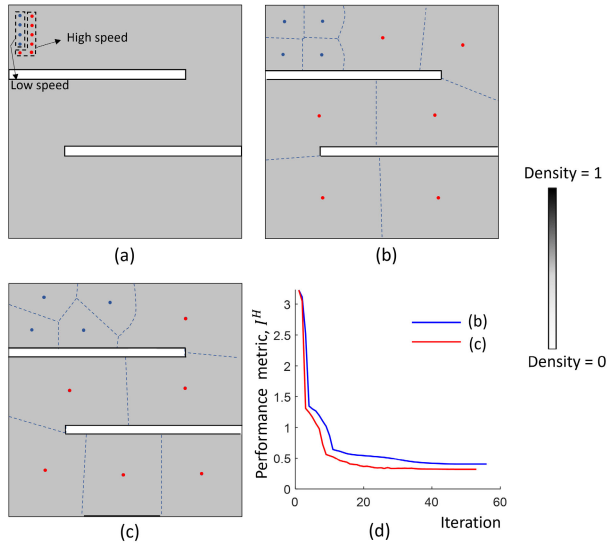 High speed
Low speed
(a)
(b)
Density = 1
Density = 0
(c)
Performance metric, I^H
3
2.5
2
1.5
1
0.5
0
0
20
40
60
(b)
(c)
Iteration
(d)